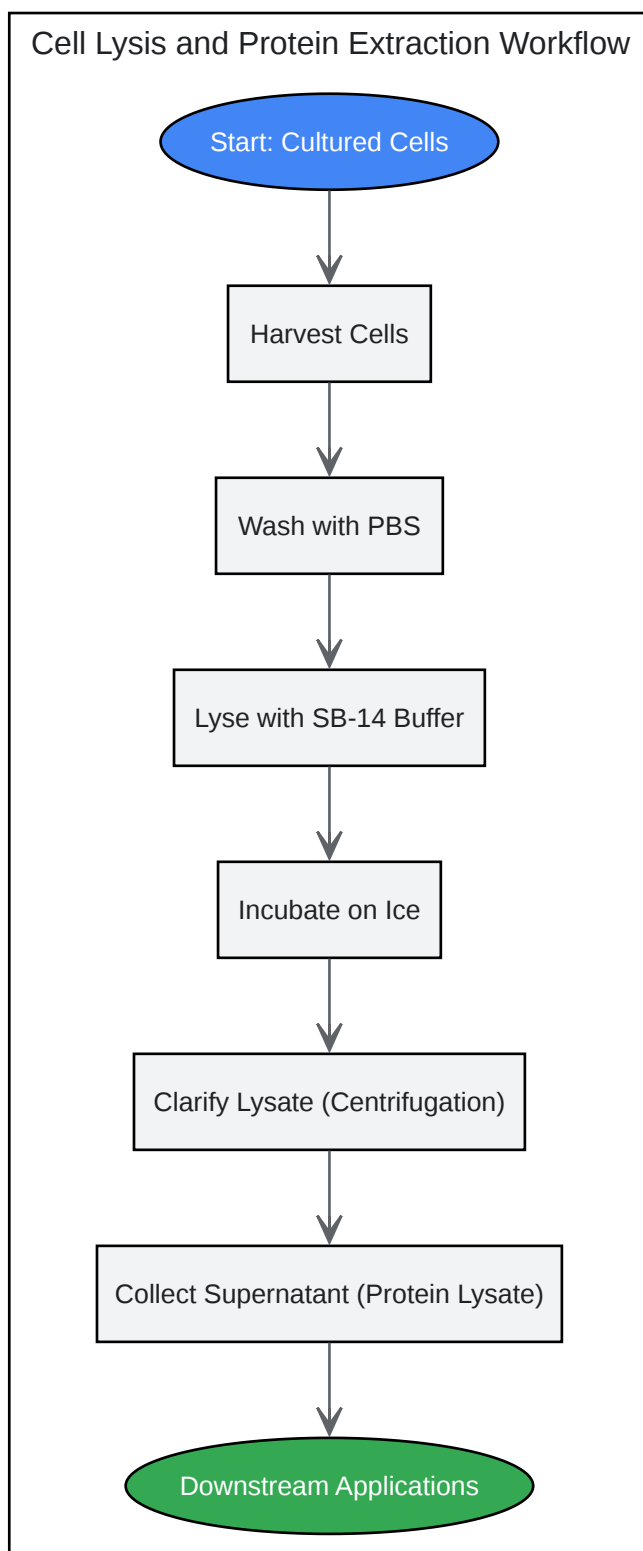 Cell Lysis and Protein Extraction Workflow
Start: Cultured Cells
Harvest Cells
Wash with PBS
Lyse with SB-14 Buffer
Incubate on Ice
Clarify Lysate (Centrifugation)
Collect Supernatant (Protein Lysate)
Downstream Applications